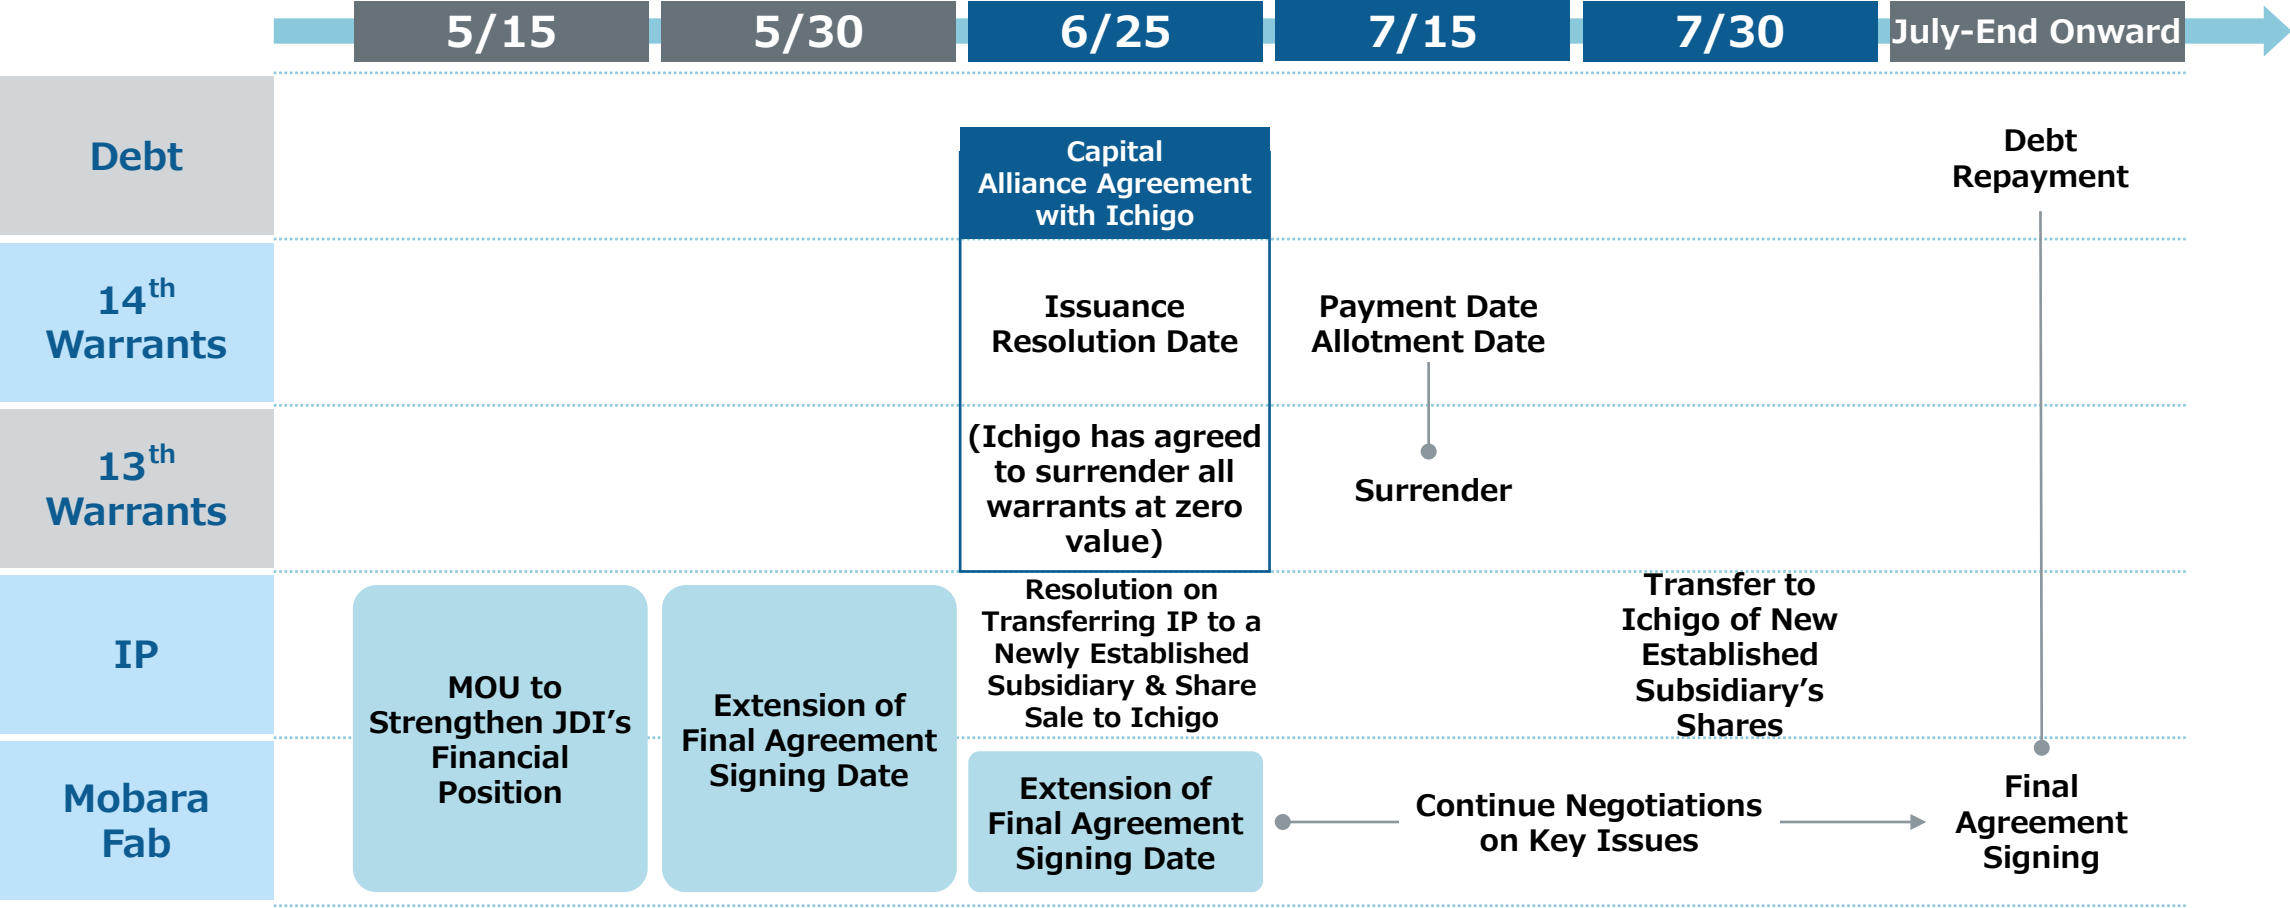 5/15
5/30
6/25
7/15
7/30
July-End Onward
Debt
Capital
Alliance Agreement
with Ichigo
Debt
Repayment
14th
Warrants
Issuance
Resolution Date
Payment Date
Allotment Date
13th
Warrants
(Ichigo has agreed
to surrender all
warrants at zero
value)
Surrender
IP
MOU to
Strengthen JDI’s
Financial
Position
Extension of
Final Agreement
Signing Date
Resolution on
Transferring IP to a
Newly Established
Subsidiary & Share
Sale to Ichigo
Transfer to
Ichigo of New
Established
Subsidiary’s
Shares
Mobara
Fab
Extension of
Final Agreement
Signing Date
Continue Negotiations
on Key Issues
Final
Agreement
Signing